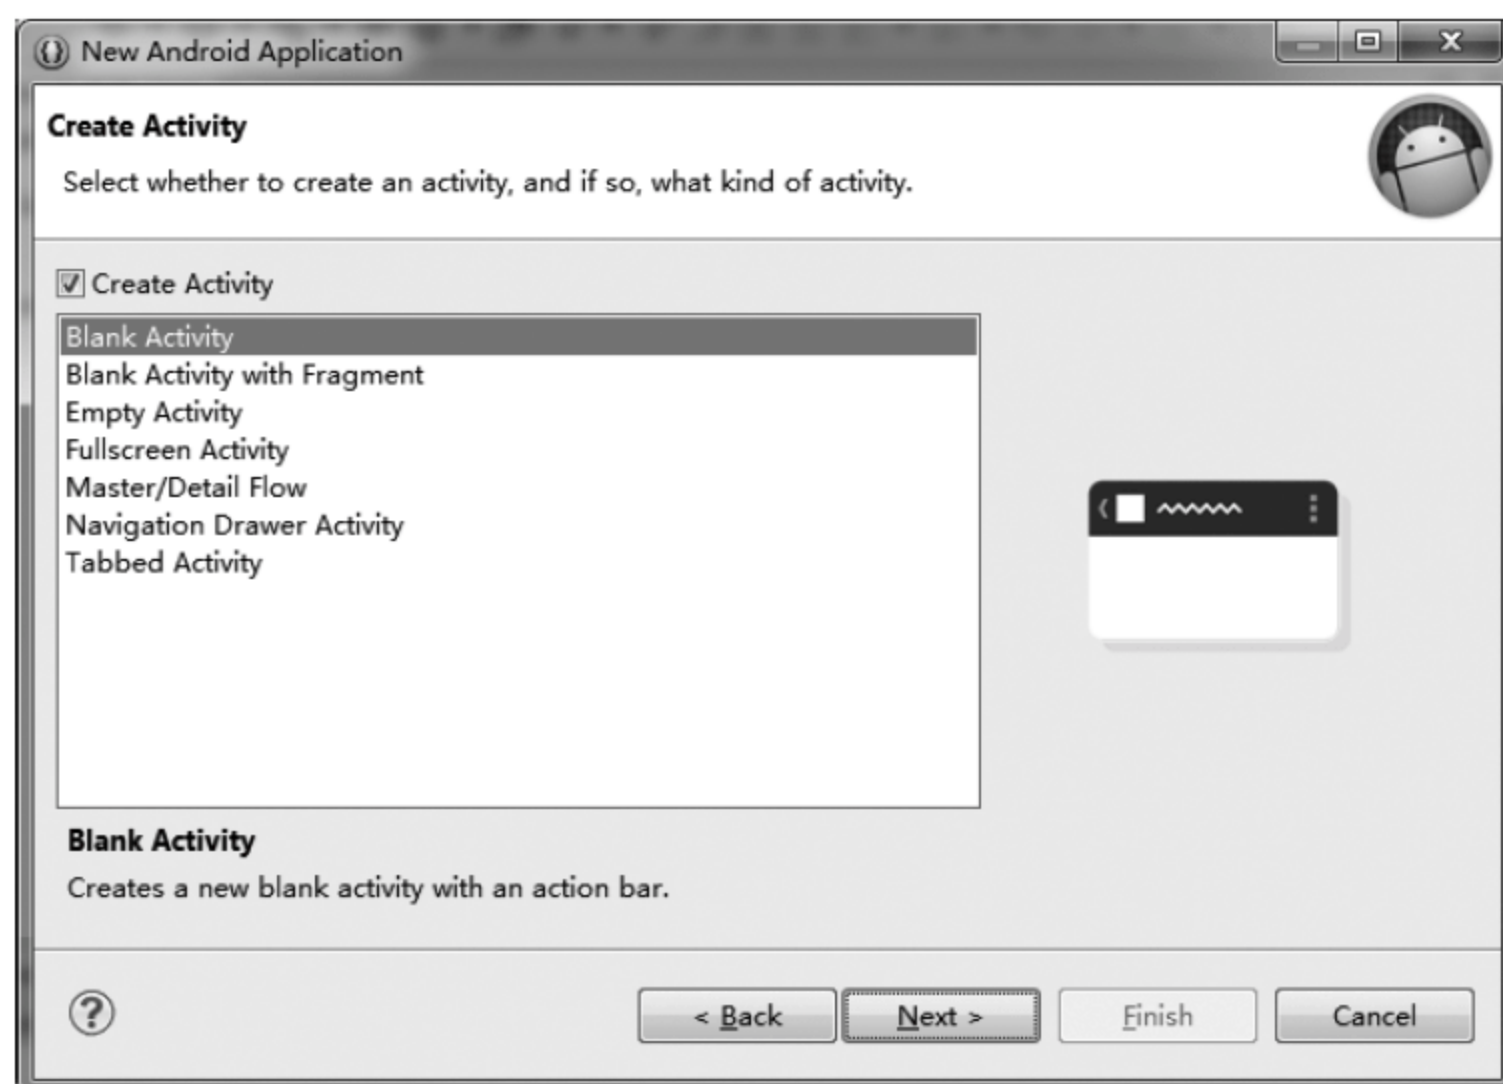 New Android Application
Create Activity
Select whether to create an activity, and if so, what kind of activity.
Create Activity
Blank Activity
Blank Activity with Fragment
Empty Activity
Fullscreen Activity
Master/Detail Flow
Navigation Drawer Activity
Tabbed Activity
Blank Activity
Creates a new blank activity with an action bar.
?
< Back
Next >
Finish
Cancel